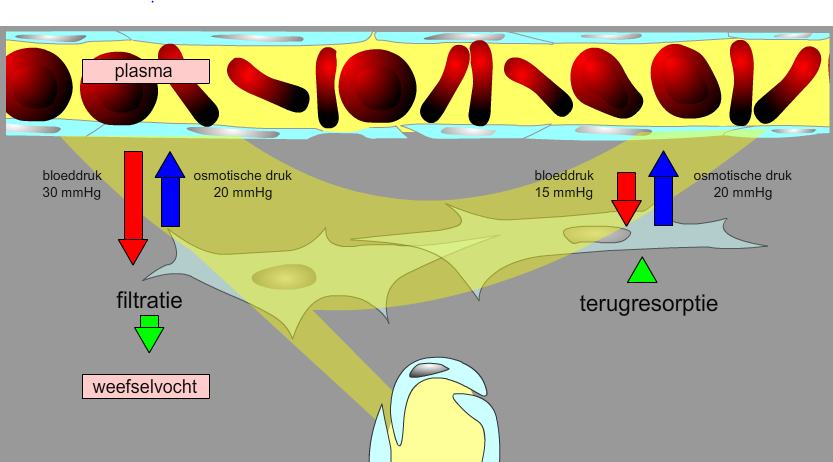 plasma
bloeddruk
30 mmHg
osmotische druk
20 mmHg
bloeddruk
15 mmHg
osmotische druk
20 mmHg
filtratie
terugresorptie
weefselvocht